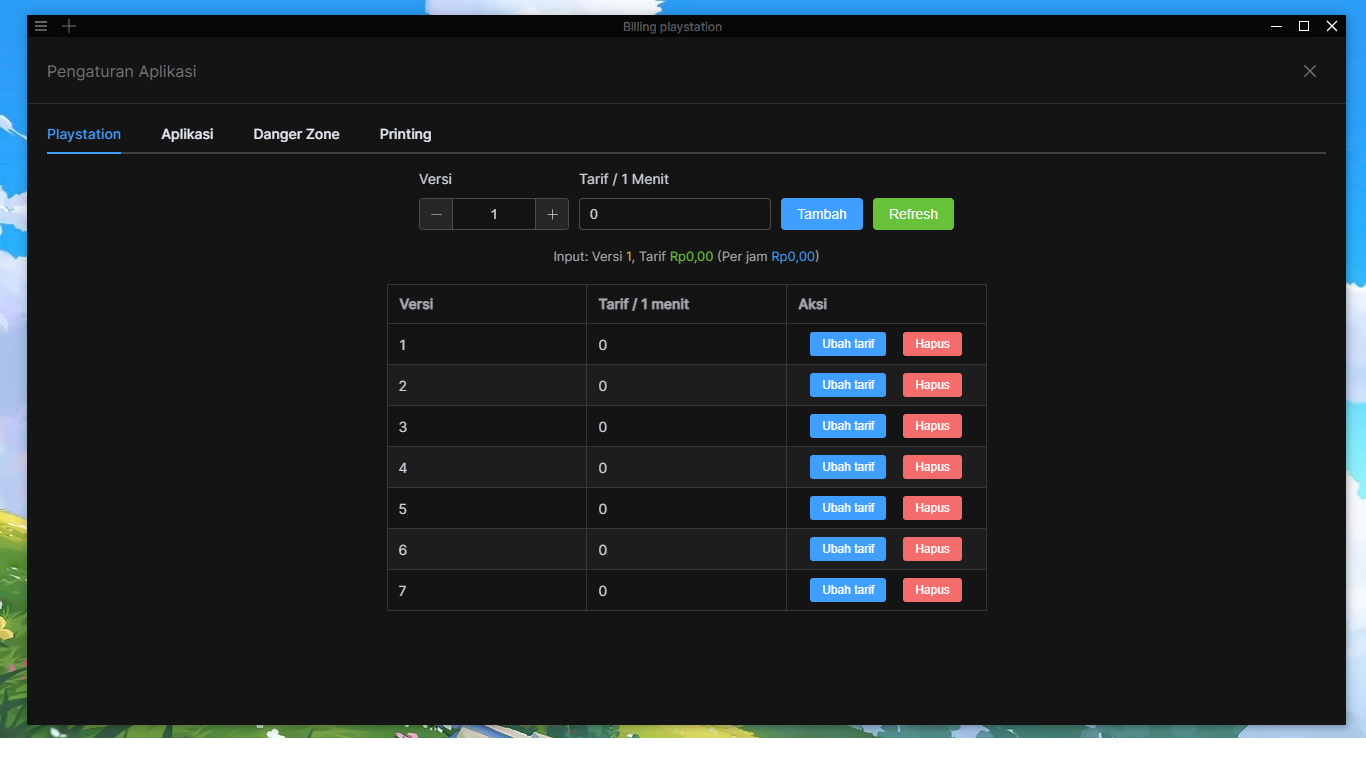 Billing playstation
Pengaturan Aplikasi
Playstation Aplikasi Danger Zone Printing
Versi Tarif / 1 Menit
1 0 Tambah Refresh
Input: Versi 1, Tarif Rp0,00 (Per jam Rp0,00)
Versi Tarif / 1 menit Aksi
1 0 Ubah tarif Hapus
2 0 Ubah tarif Hapus
3 0 Ubah tarif Hapus
4 0 Ubah tarif Hapus
5 0 Ubah tarif Hapus
6 0 Ubah tarif Hapus
7 0 Ubah tarif Hapus